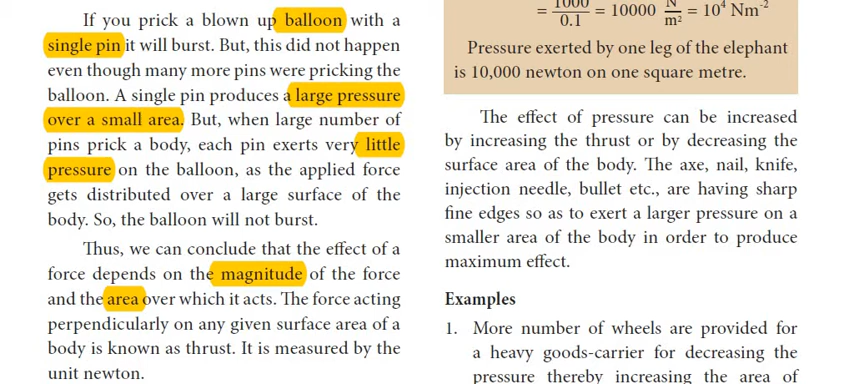 If you prick a blown up balloon with a
single pin it will burst. But, this did not happen
even though many more pins were pricking the
balloon. A single pin produces a large pressure
over a small area. But, when large number of
pins prick a body, each pin exerts very little
pressure on the balloon, as the applied force
gets distributed over a large surface of the
body. So, the balloon will not burst.
Thus, we can conclude that the effect of a
force depends on the magnitude of the force
and the area over which it acts. The force acting
perpendicularly on any given surface area of a
body is known as thrust. It is measured by the
unit newton.
= 1000/0.1 = 10000 N/m² = 10⁴ Nm⁻²
Pressure exerted by one leg of the elephant
is 10,000 newton on one square metre.
The effect of pressure can be increased
by increasing the thrust or by decreasing the
surface area of the body. The axe, nail, knife,
injection needle, bullet etc., are having sharp
fine edges so as to exert a larger pressure on a
smaller area of the body in order to produce
maximum effect.
Examples
1. More number of wheels are provided for
a heavy goods-carrier for decreasing the
pressure thereby increasing the area of